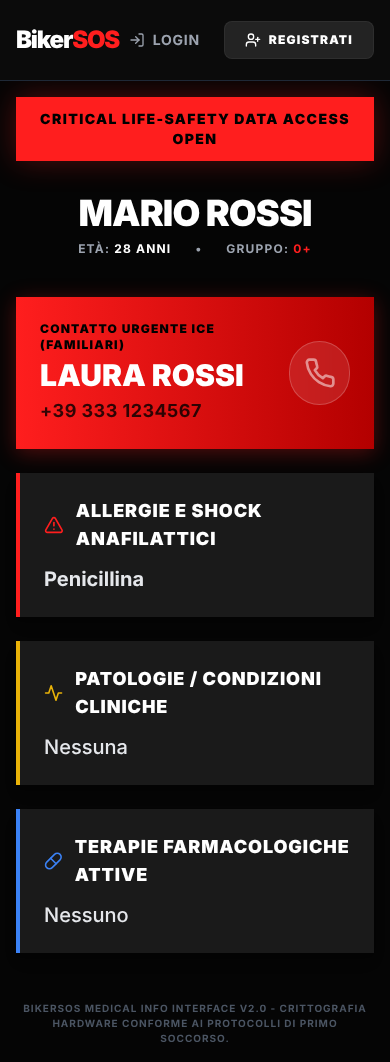 BikerSOS LOGIN REGISTRATI
CRITICAL LIFE-SAFETY DATA ACCESS
OPEN
MARIO ROSSI
ETÀ: 28 ANNI • GRUPPO: 0+
CONTATTO URGENTE ICE
(FAMILIARI)
LAURA ROSSI
+39 333 1234567
ALLERGIE E SHOCK
ANAFILATTICI
Penicillina
PATOLOGIE / CONDIZIONI
CLINICHE
Nessuna
TERAPIE FARMACOLOGICHE
ATTIVE
Nessuno
BIKERSOS MEDICAL INFO INTERFACE V2.0 - CRITTOGRAFIA
HARDWARE CONFORME AI PROTOCOLLI DI PRIMO
SOCCORSO.